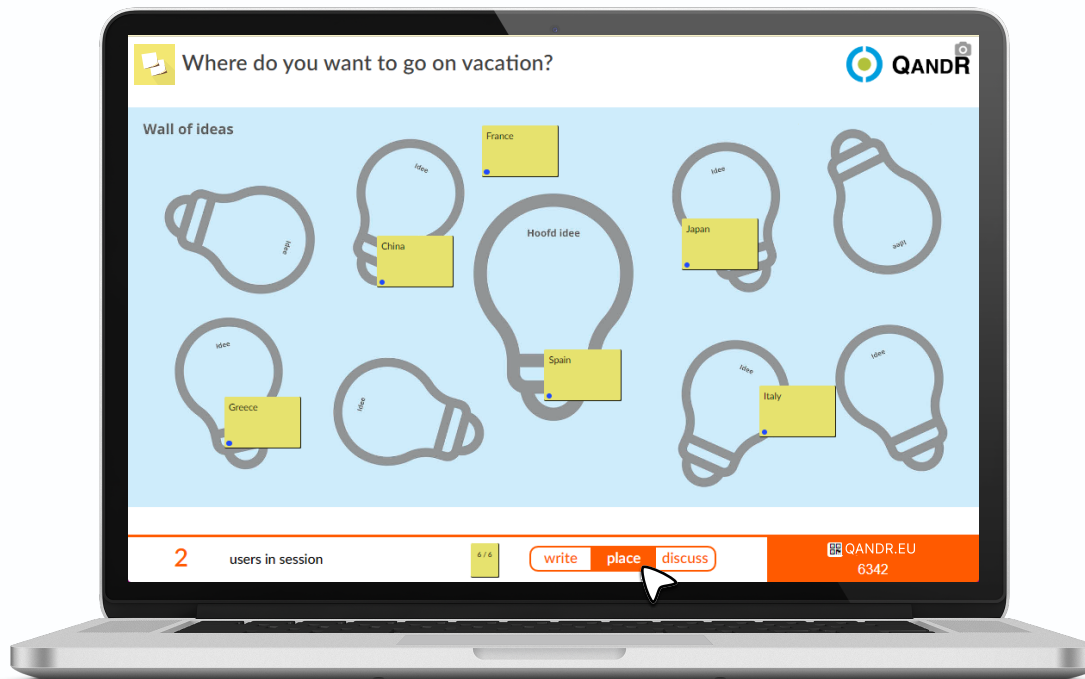 Where do you want to go on vacation?
QANDR
Wall of ideas
France
Idee
Idee
Idee
Hoofd idee
China
Japan
Idee
Idee
Idee
Idee
Idee
Spain
Idee
Greece
Italy
2
users in session
6 / 6
write
place
discuss
QANDR.EU
6342